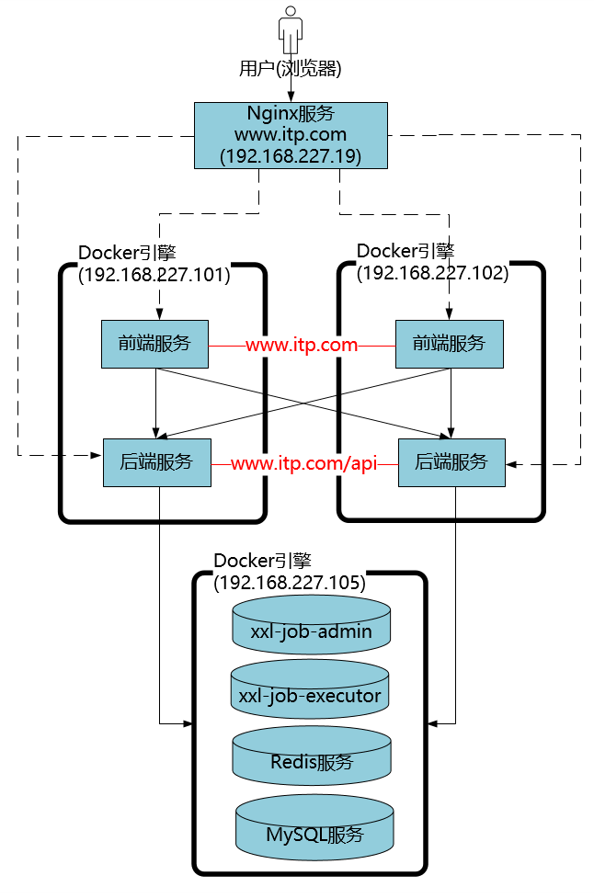 用户(浏览器)
Nginx服务
www.itp.com
(192.168.227.19)
Docker引擎
(192.168.227.101)
Docker引擎
(192.168.227.102)
前端服务
www.itp.com
前端服务
后端服务
www.itp.com/api
后端服务
Docker引擎
(192.168.227.105)
xxl-job-admin
xxl-job-executor
Redis服务
MySQL服务